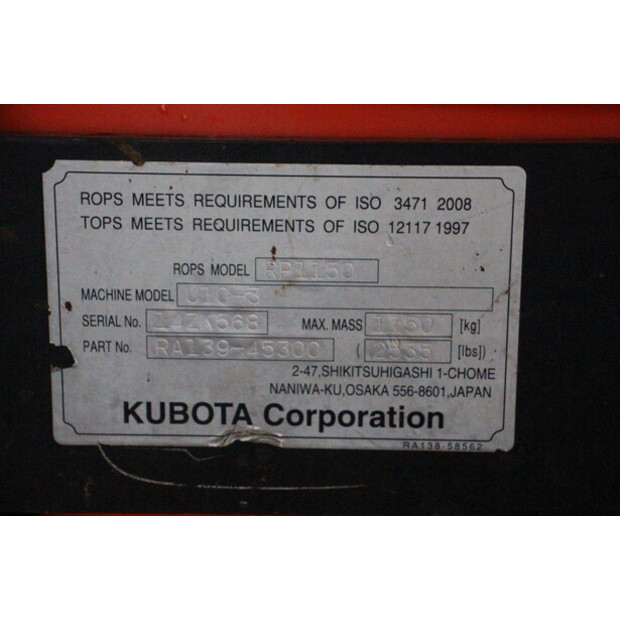 ROPS MEETS REQUIREMENTS OF ISO 3471 2008
TOPS MEETS REQUIREMENTS OF ISO 12117 1997
ROPS MODEL RP1150
MACHINE MODEL U10-3
SERIAL No. MAX. MASS [kg]
PART No. RA139-45300 ( [lbs])
2-47,SHIKITSUHIGASHI 1-CHOME
NANIWA-KU,OSAKA 556-8601,JAPAN
KUBOTA Corporation
RA138-58562